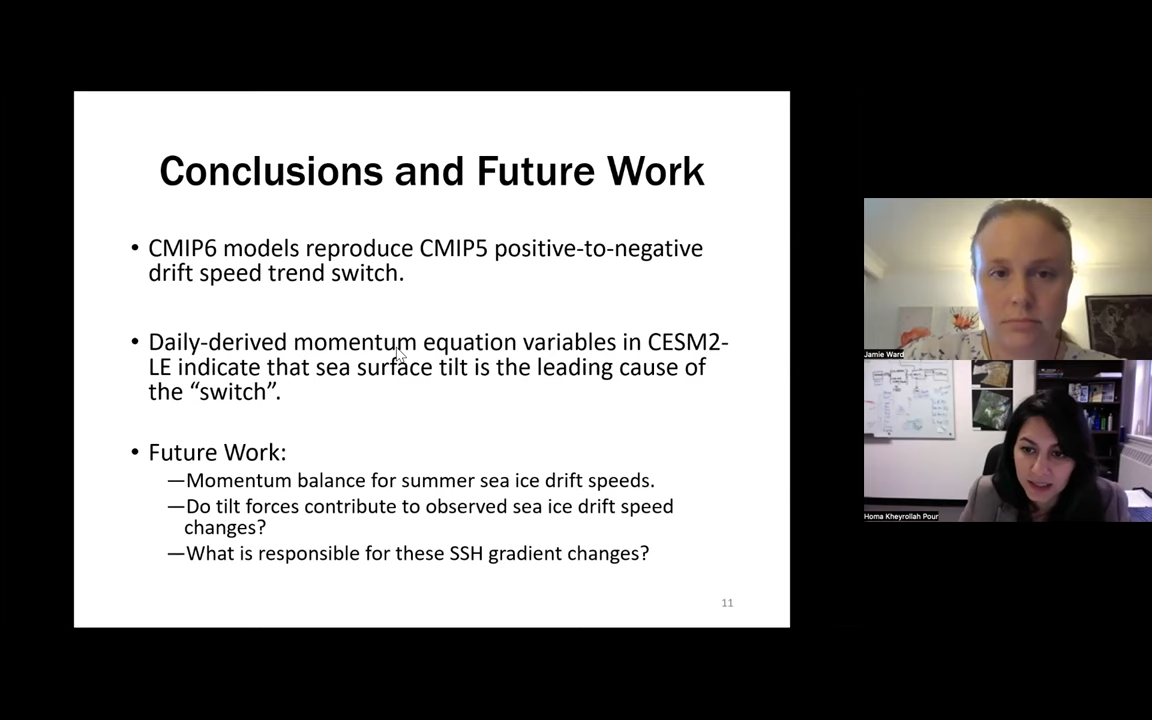 Conclusions and Future Work
• CMIP6 models reproduce CMIP5 positive-to-negative
drift speed trend switch.
• Daily-derived momentum equation variables in CESM2-
LE indicate that sea surface tilt is the leading cause of
the “switch”.
• Future Work:
—Momentum balance for summer sea ice drift speeds.
—Do tilt forces contribute to observed sea ice drift speed
changes?
—What is responsible for these SSH gradient changes?
11
Jamie Ward
Homa Kheyrollah Pour